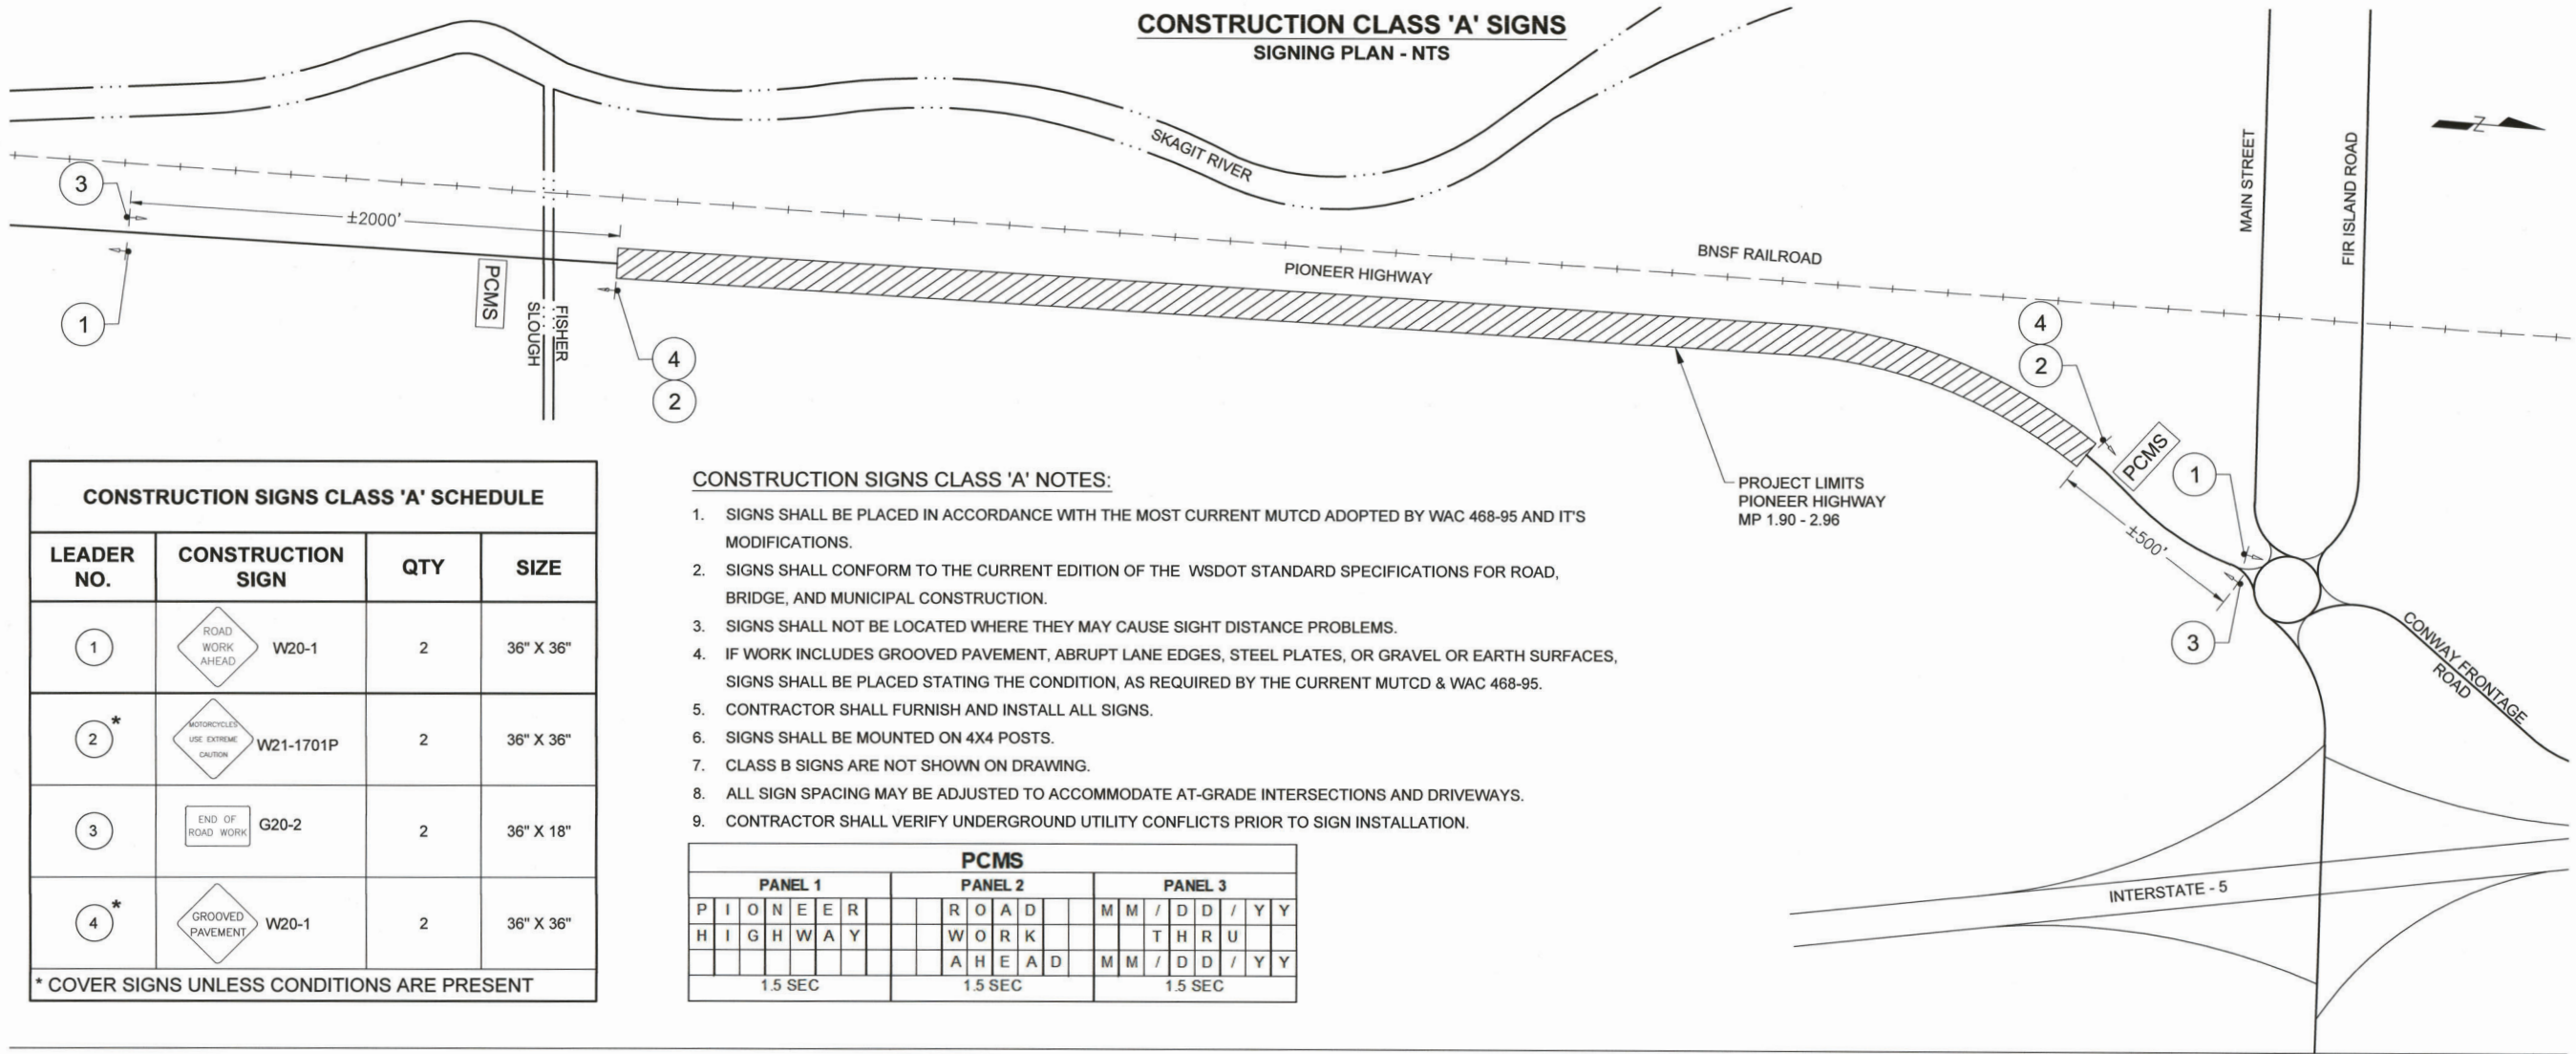 CONSTRUCTION CLASS 'A' SIGNS
SIGNING PLAN - NTS
SKAGIT RIVER
MAIN STREET
FIR ISLAND ROAD
Z
3
±2000'
1
PCMS
FISHER
SLOUGH
4
2
PIONEER HIGHWAY
BNSF RAILROAD
4
2
PCMS
1
±500'
3
PROJECT LIMITS
PIONEER HIGHWAY
MP 1.90 - 2.96
CONWAY FRONTAGE
ROAD
INTERSTATE - 5
CONSTRUCTION SIGNS CLASS 'A' SCHEDULE
LEADER NO. CONSTRUCTION SIGN QTY SIZE
1 ROAD WORK AHEAD W20-1 2 36" X 36"
2 * MOTORCYCLES USE EXTREME CAUTION W21-1701P 2 36" X 36"
3 END OF ROAD WORK G20-2 2 36" X 18"
4 * GROOVED PAVEMENT W20-1 2 36" X 36"
* COVER SIGNS UNLESS CONDITIONS ARE PRESENT
CONSTRUCTION SIGNS CLASS 'A' NOTES:
1. SIGNS SHALL BE PLACED IN ACCORDANCE WITH THE MOST CURRENT MUTCD ADOPTED BY WAC 468-95 AND IT'S
MODIFICATIONS.
2. SIGNS SHALL CONFORM TO THE CURRENT EDITION OF THE WSDOT STANDARD SPECIFICATIONS FOR ROAD,
BRIDGE, AND MUNICIPAL CONSTRUCTION.
3. SIGNS SHALL NOT BE LOCATED WHERE THEY MAY CAUSE SIGHT DISTANCE PROBLEMS.
4. IF WORK INCLUDES GROOVED PAVEMENT, ABRUPT LANE EDGES, STEEL PLATES, OR GRAVEL OR EARTH SURFACES,
SIGNS SHALL BE PLACED STATING THE CONDITION, AS REQUIRED BY THE CURRENT MUTCD & WAC 468-95.
5. CONTRACTOR SHALL FURNISH AND INSTALL ALL SIGNS.
6. SIGNS SHALL BE MOUNTED ON 4X4 POSTS.
7. CLASS B SIGNS ARE NOT SHOWN ON DRAWING.
8. ALL SIGN SPACING MAY BE ADJUSTED TO ACCOMMODATE AT-GRADE INTERSECTIONS AND DRIVEWAYS.
9. CONTRACTOR SHALL VERIFY UNDERGROUND UTILITY CONFLICTS PRIOR TO SIGN INSTALLATION.
PCMS
PANEL 1 PANEL 2 PANEL 3
PIONEER ROAD MM/DD/YY
HIGHWAY WORK THRU
AHEAD MM/DD/YY
1.5 SEC 1.5 SEC 1.5 SEC